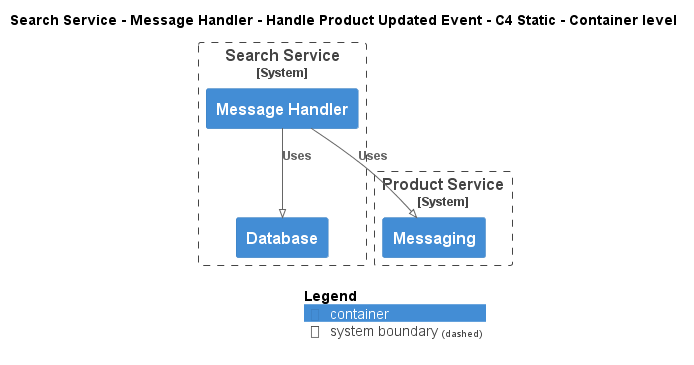 Search Service - Message Handler - Handle Product Updated Event - C4 Static - Container level
Search Service
[System]
Message Handler
Uses
Uses
Product Service
[System]
Database
Messaging
Legend
container
system boundary (dashed)